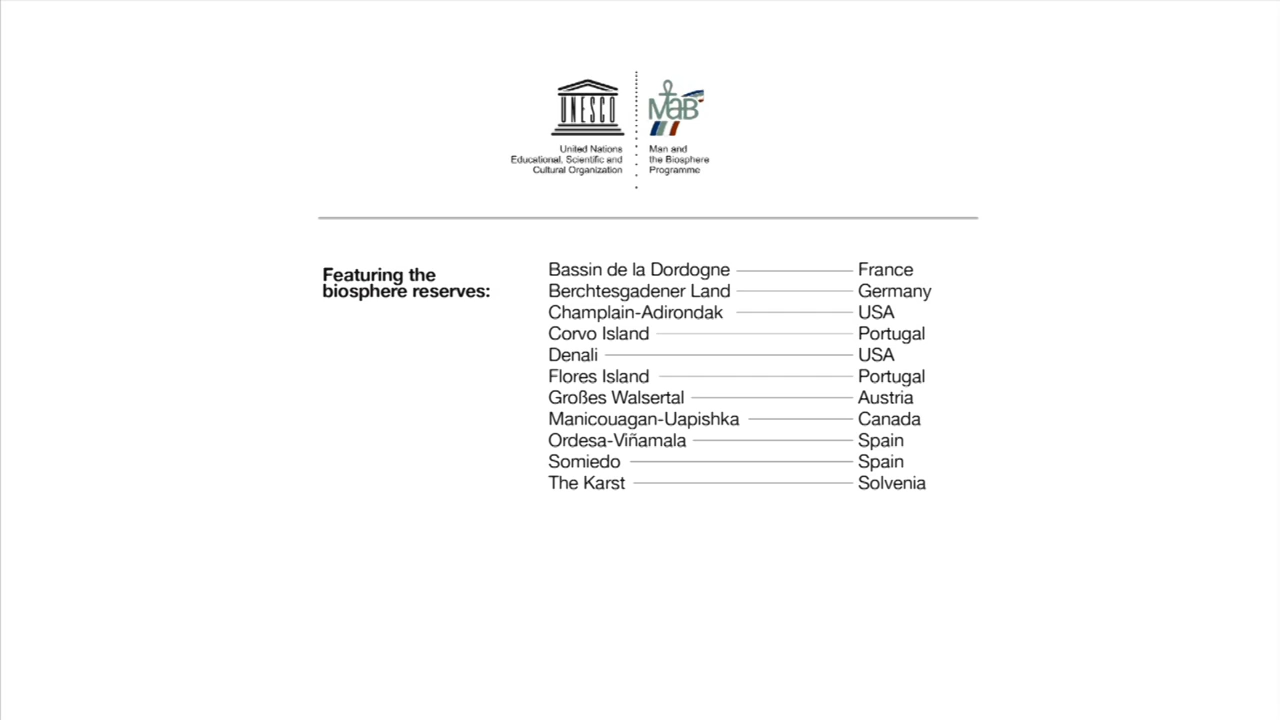 UNESCO
MaB
United Nations
Educational, Scientific and
Cultural Organization
Man and
the Biosphere
Programme
Featuring the
biosphere reserves:
Bassin de la Dordogne France
Berchtesgadener Land Germany
Champlain-Adirondak USA
Corvo Island Portugal
Denali USA
Flores Island Portugal
Großes Walsertal Austria
Manicouagan-Uapishka Canada
Ordesa-Viñamala Spain
Somiedo Spain
The Karst Solvenia